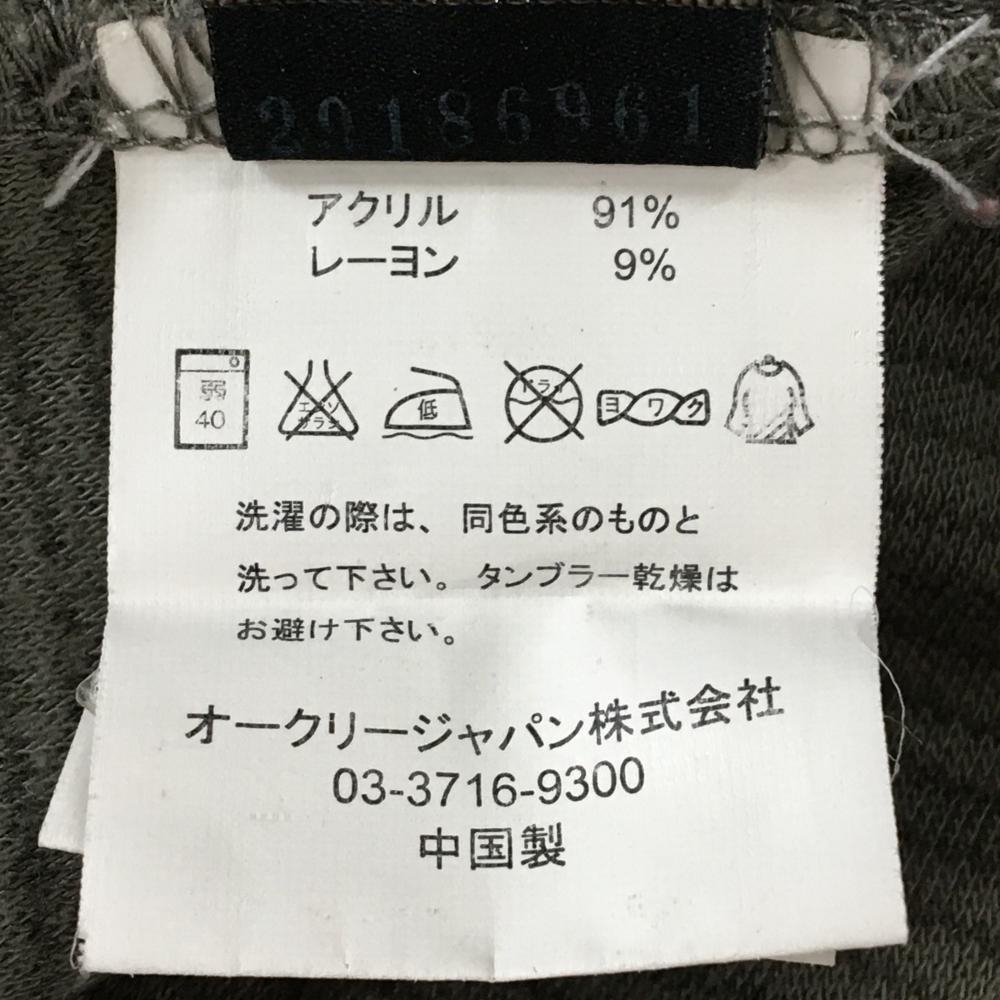 20186961
アクリル 91%
レーヨン 9%
弱
40
エンソ
サラシ
低
ドライ
ヨワク
洗濯の際は、同色系のものと
洗って下さい。タンブラー乾燥は
お避け下さい。
オークリージャパン株式会社
03-3716-9300
中国製